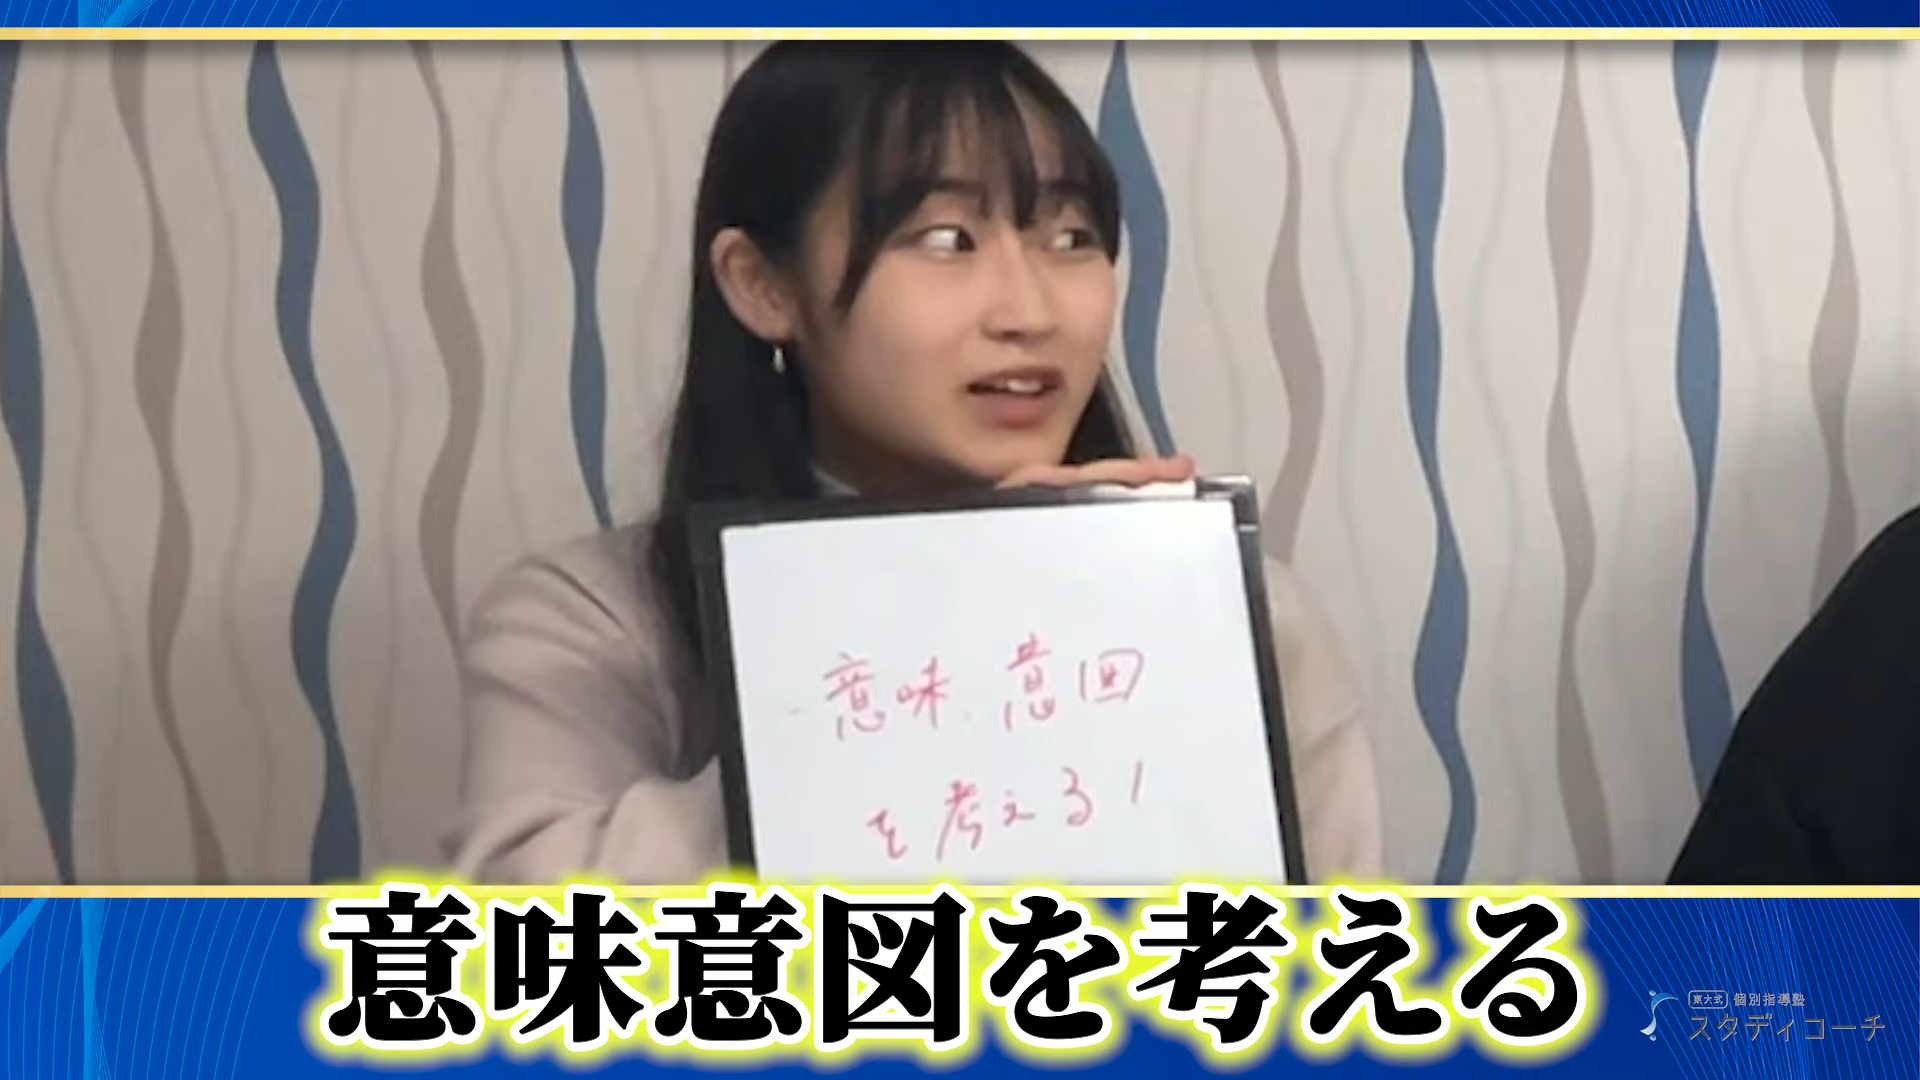 意味、意図
を考える!
意味意図を考える
東大式 個別指導塾
スタディコーチ